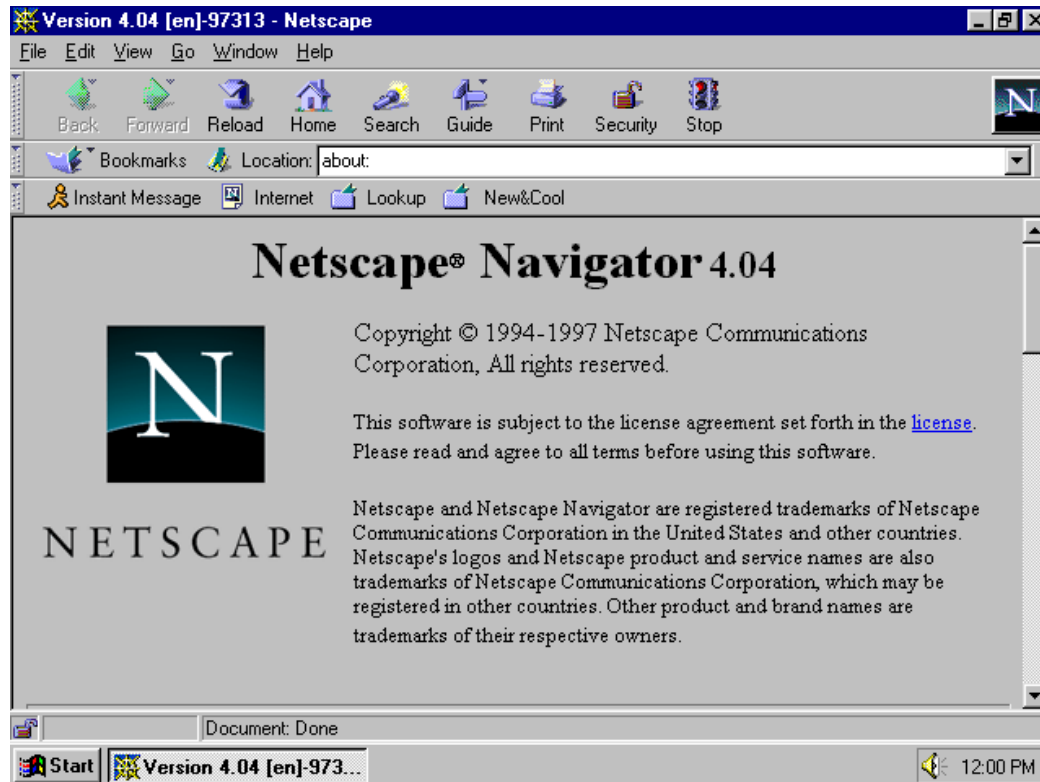 Version 4.04 [en]-97313 - Netscape
File Edit View Go Window Help
Back Forward Reload Home Search Guide Print Security Stop
N
Bookmarks Location: about:
Instant Message Internet Lookup New&Cool
Netscape® Navigator 4.04
N
NETSCAPE
Copyright © 1994-1997 Netscape Communications
Corporation, All rights reserved.
This software is subject to the license agreement set forth in the license.
Please read and agree to all terms before using this software.
Netscape and Netscape Navigator are registered trademarks of Netscape
Communications Corporation in the United States and other countries.
Netscape's logos and Netscape product and service names are also
trademarks of Netscape Communications Corporation, which may be
registered in other countries. Other product and brand names are
trademarks of their respective owners.
Document: Done
Start Version 4.04 [en]-973... 12:00 PM